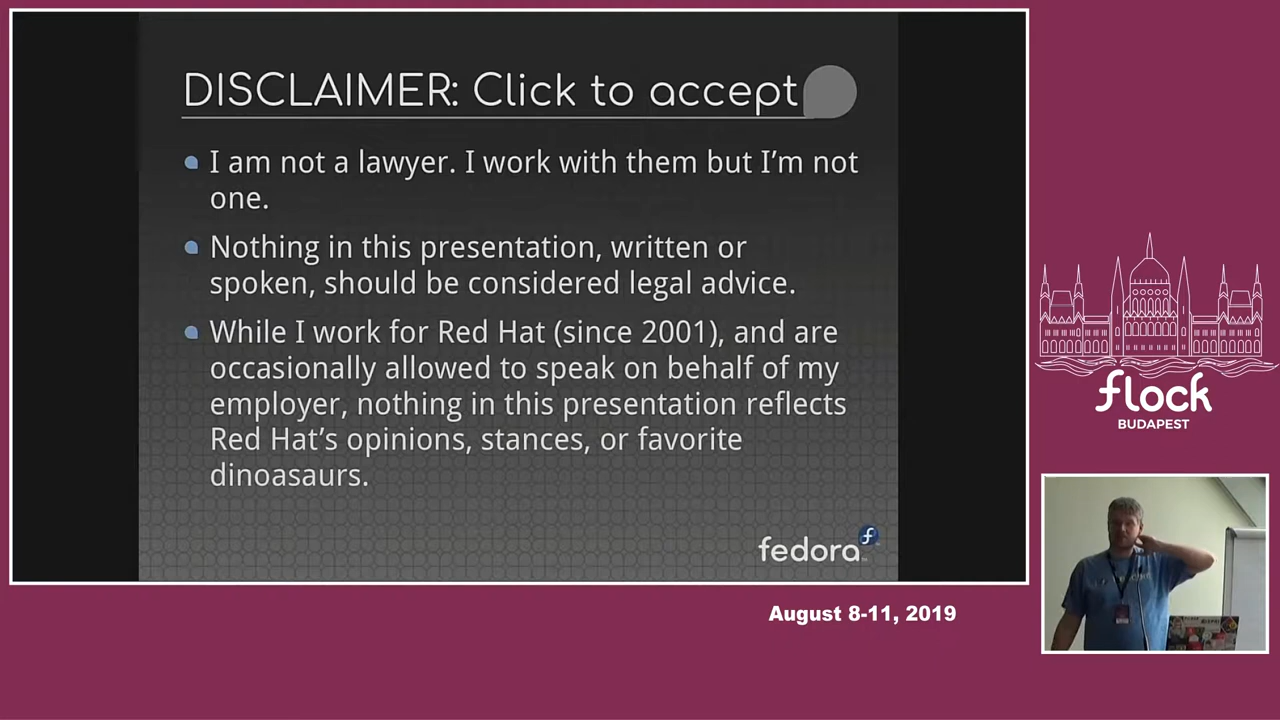 DISCLAIMER: Click to accept
I am not a lawyer. I work with them but I'm not
one.
Nothing in this presentation, written or
spoken, should be considered legal advice.
While I work for Red Hat (since 2001), and are
occasionally allowed to speak on behalf of my
employer, nothing in this presentation reflects
Red Hat's opinions, stances, or favorite
dinoasaurs.
fedora
flock
BUDAPEST
August 8-11, 2019